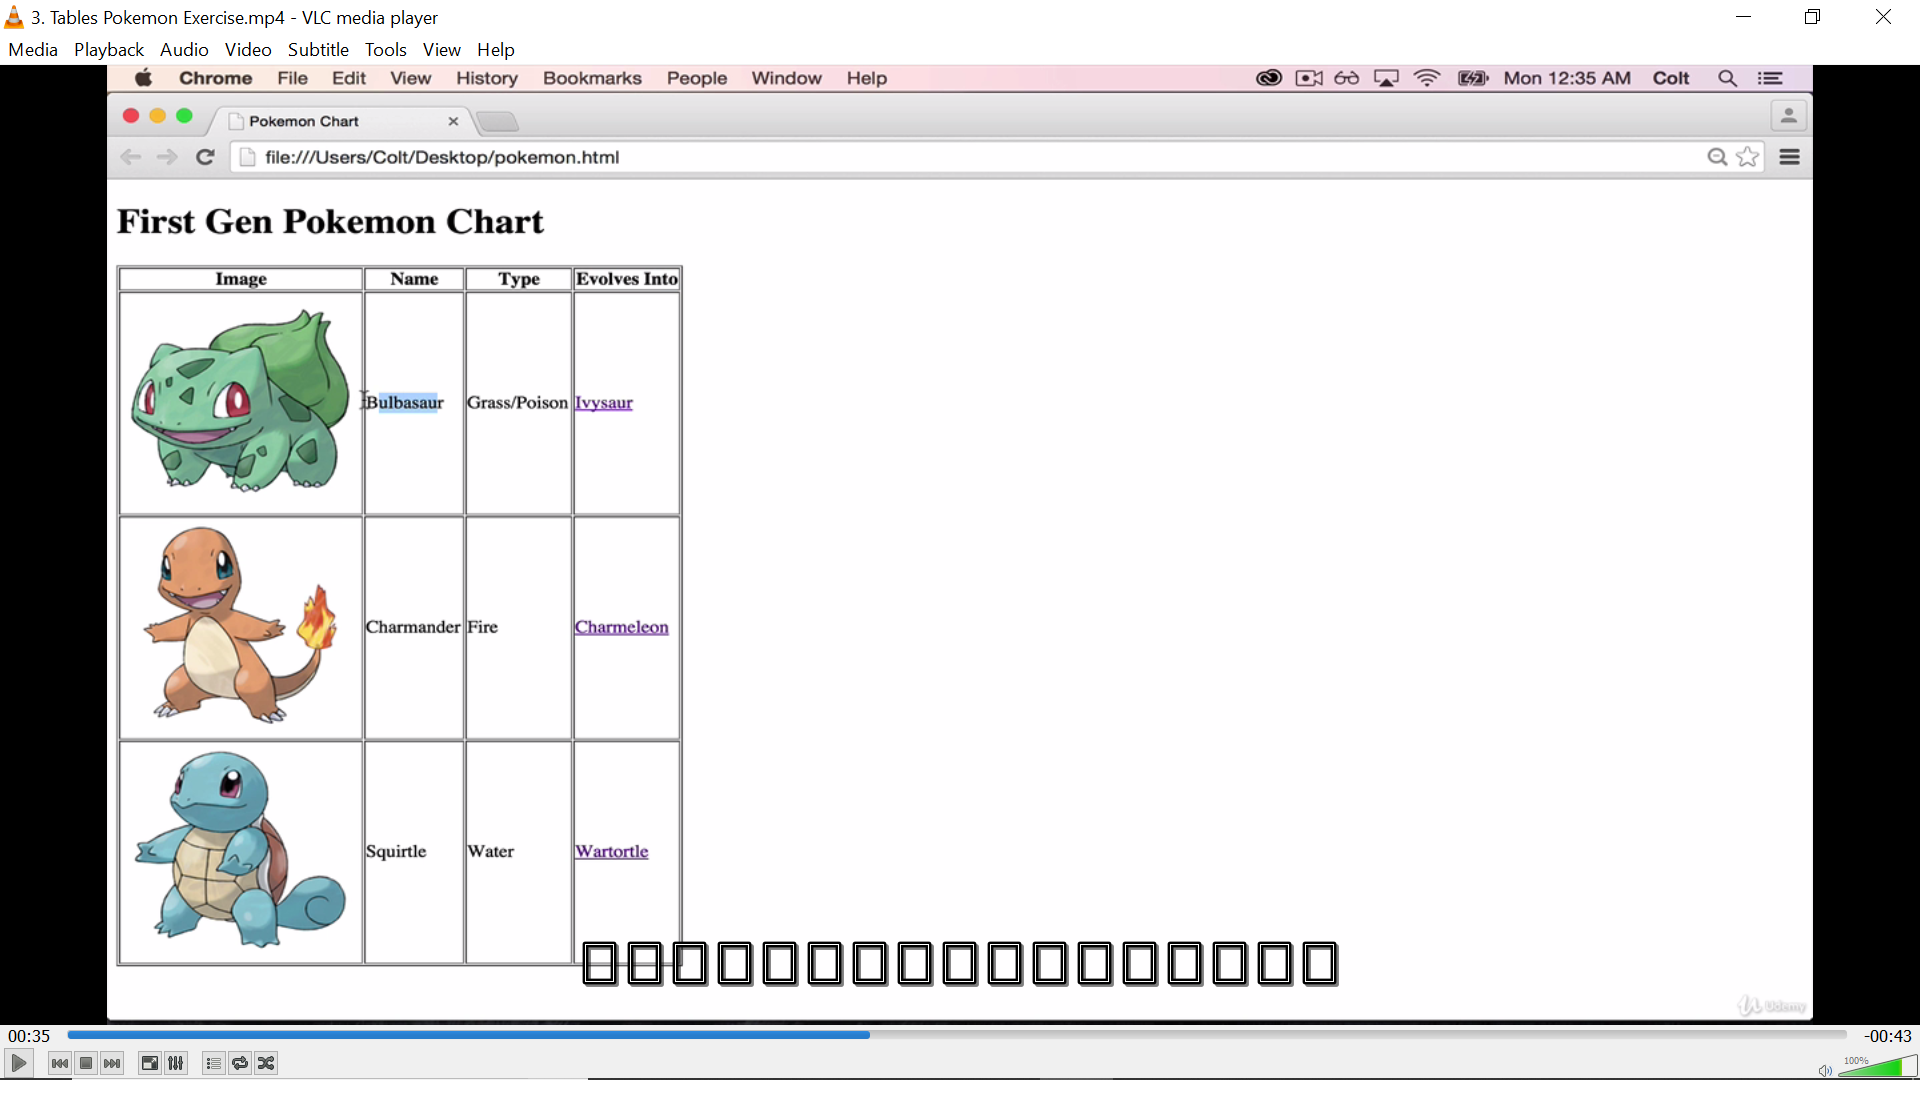 3. Tables Pokemon Exercise.mp4 - VLC media player
Media Playback Audio Video Subtitle Tools View Help
Chrome File Edit View History Bookmarks People Window Help Mon 12:35 AM Colt
Pokemon Chart
file:///Users/Colt/Desktop/pokemon.html
First Gen Pokemon Chart
Image Name Type Evolves Into
Bulbasaur Grass/Poison Ivysaur
Charmander Fire Charmeleon
Squirtle Water Wartortle
Udemy
00:35 -00:43
100%